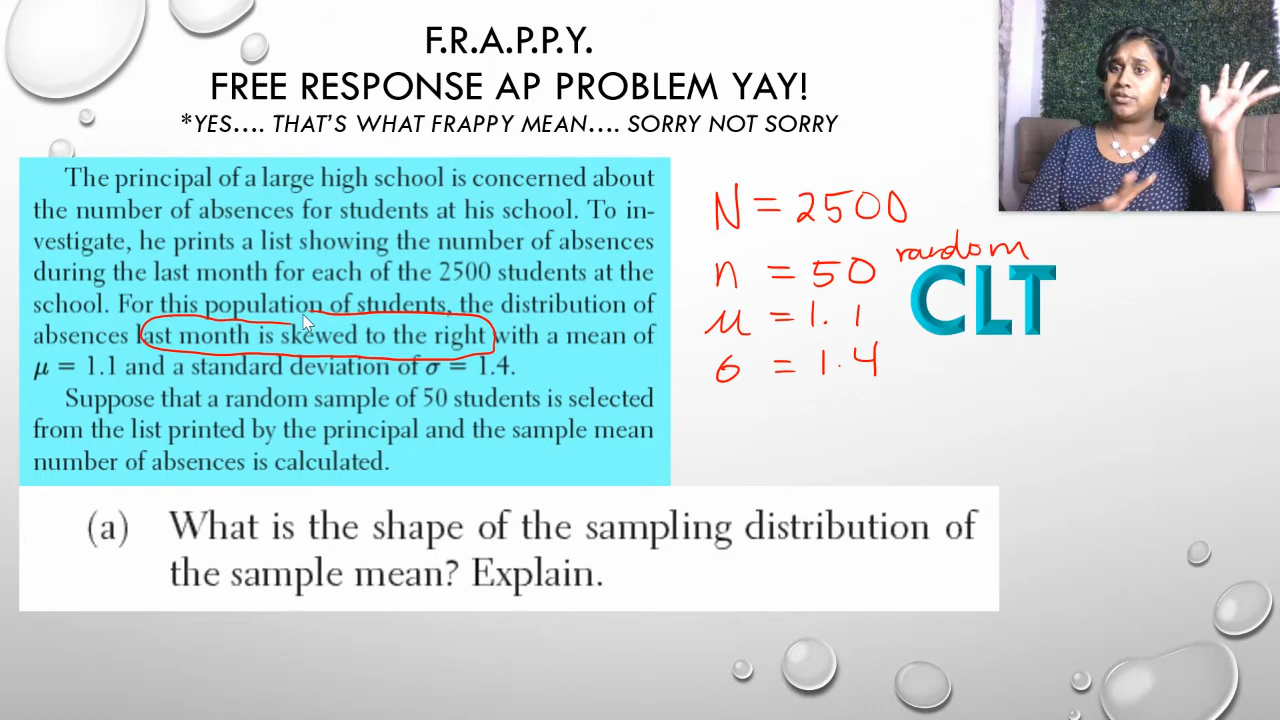 F.R.A.P.P.Y.
FREE RESPONSE AP PROBLEM YAY!
*YES…. THAT'S WHAT FRAPPY MEAN…. SORRY NOT SORRY
The principal of a large high school is concerned about
the number of absences for students at his school. To in-
vestigate, he prints a list showing the number of absences
during the last month for each of the 2500 students at the
school. For this population of students, the distribution of
absences last month is skewed to the right with a mean of
μ = 1.1 and a standard deviation of σ = 1.4.
Suppose that a random sample of 50 students is selected
from the list printed by the principal and the sample mean
number of absences is calculated.
N = 2500
n = 50 random
μ = 1.1
σ = 1.4
CLT
(a) What is the shape of the sampling distribution of
the sample mean? Explain.